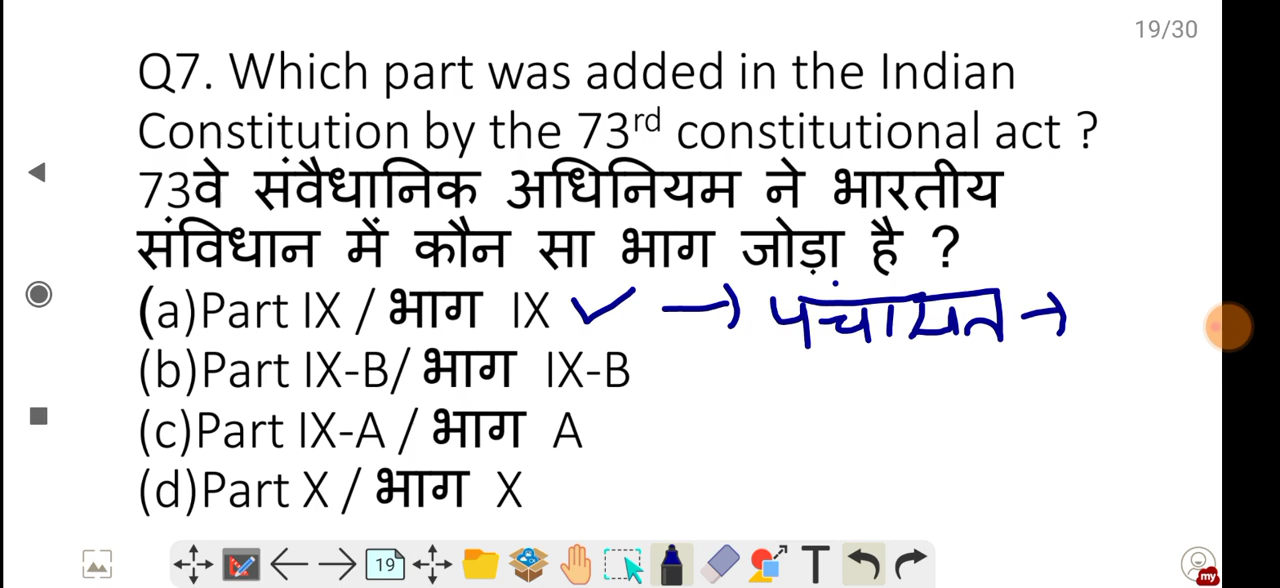 19/30
Q7. Which part was added in the Indian
Constitution by the 73rd constitutional act ?
73वे संवैधानिक अधिनियम ने भारतीय
संविधान में कौन सा भाग जोड़ा है ?
(a)Part IX / भाग IX ✓ → पंचायत →
(b)Part IX-B/ भाग IX-B
(c)Part IX-A / भाग A
(d)Part X / भाग X
19 T my